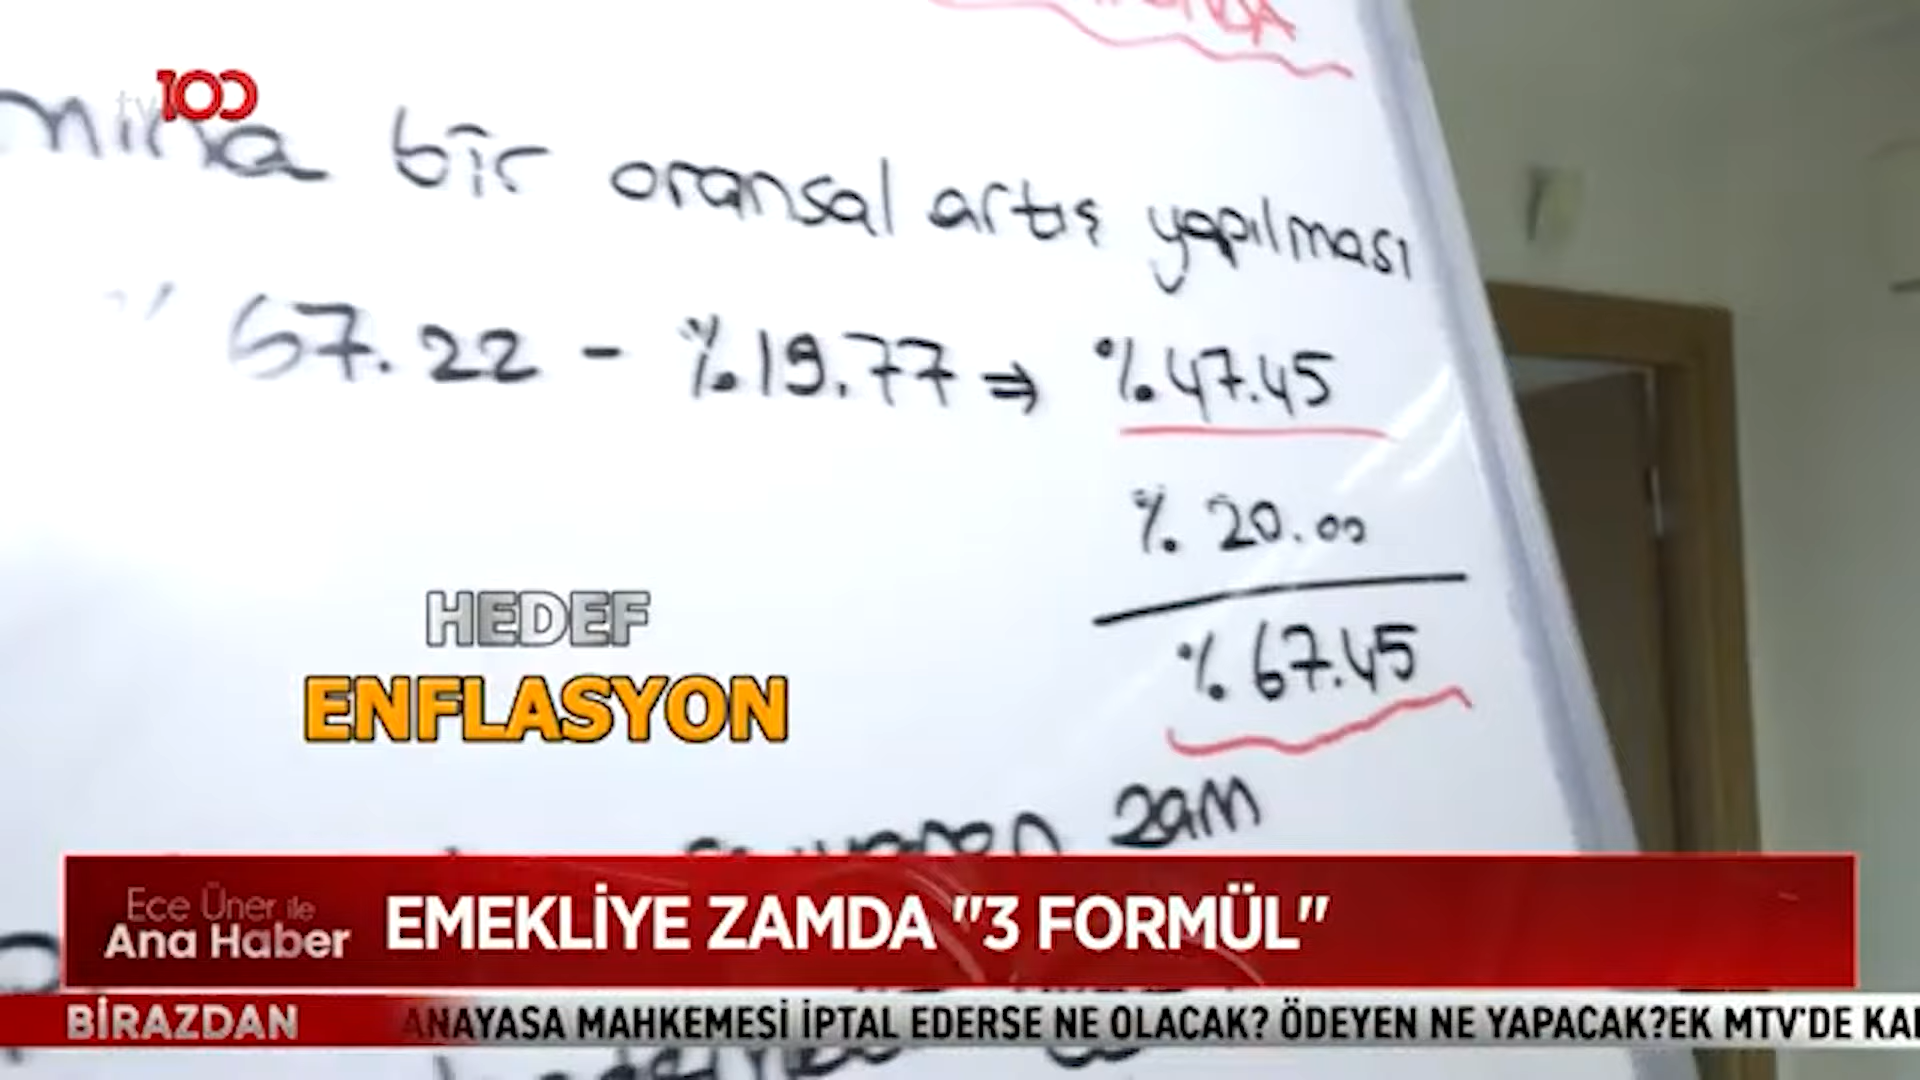 tv100
bir oransal artış yapılması
% 67.22 - %19.77 ⇒ %47.45
% 20.00
% 67.45
HEDEF
ENFLASYON
zam
Ece Üner ile
Ana Haber
EMEKLİYE ZAMDA "3 FORMÜL"
BİRAZDAN
ANAYASA MAHKEMESİ İPTAL EDERSE NE OLACAK? ÖDEYEN NE YAPACAK?EK MTV'DE KA